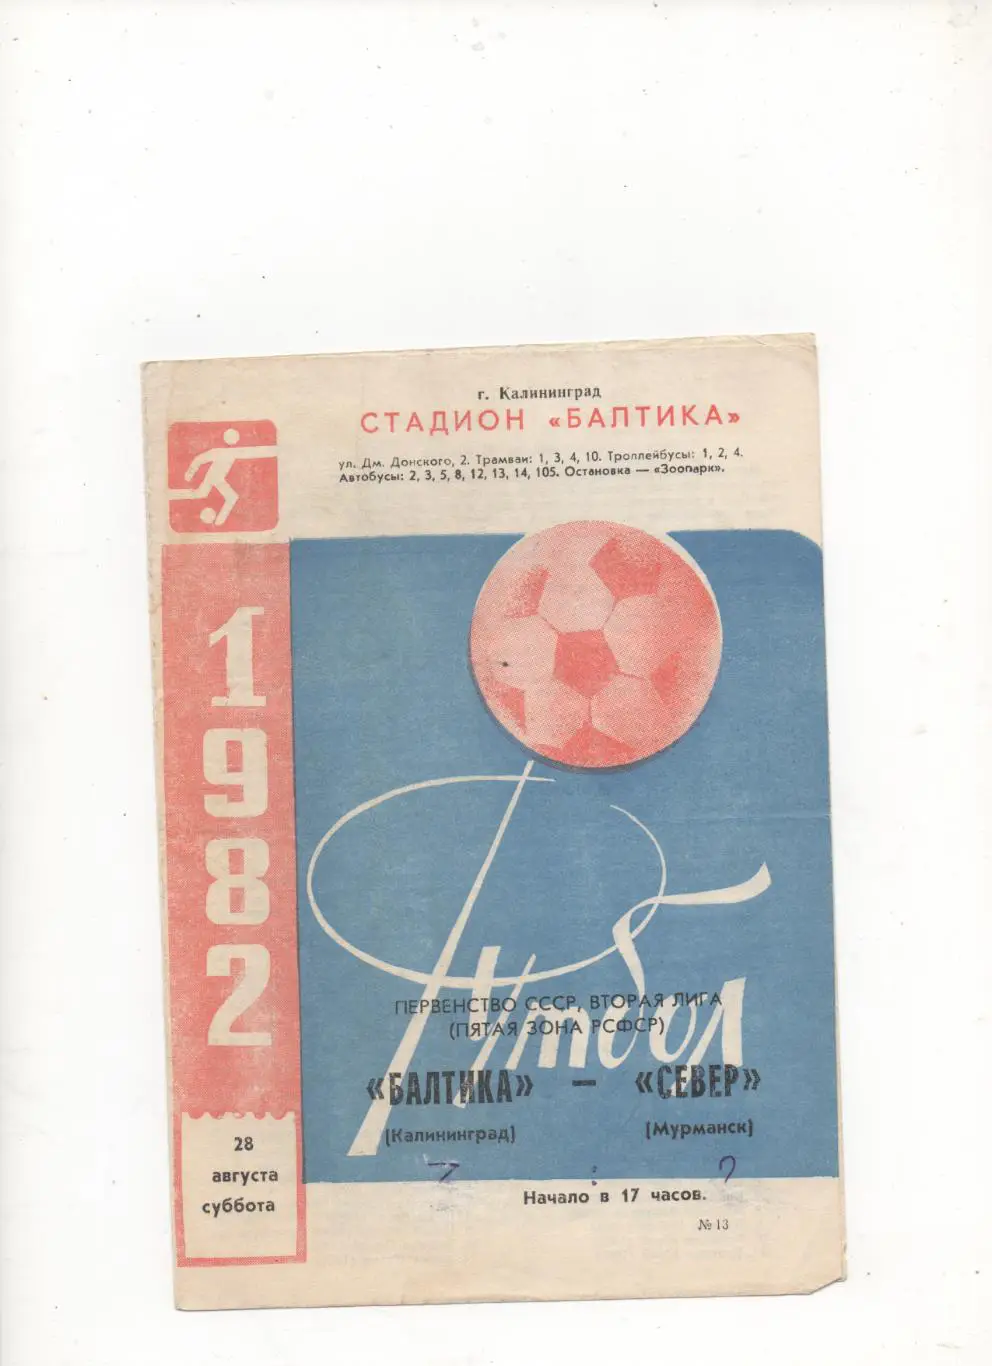 г. Калининград
СТАДИОН «БАЛТИКА»
ул. Дм. Донского, 2. Трамваи: 1, 3, 4, 10. Троллейбусы: 1, 2, 4.
Автобусы: 2, 3, 5, 8, 12, 13, 14, 105. Остановка — «Зоопарк».
1982
Футбол
ПЕРВЕНСТВО СССР, ВТОРАЯ ЛИГА
(ПЯТАЯ ЗОНА РСФСР)
«БАЛТИКА» — «СЕВЕР»
(Калининград) (Мурманск)
28
августа
суббота
Начало в 17 часов.
№ 13